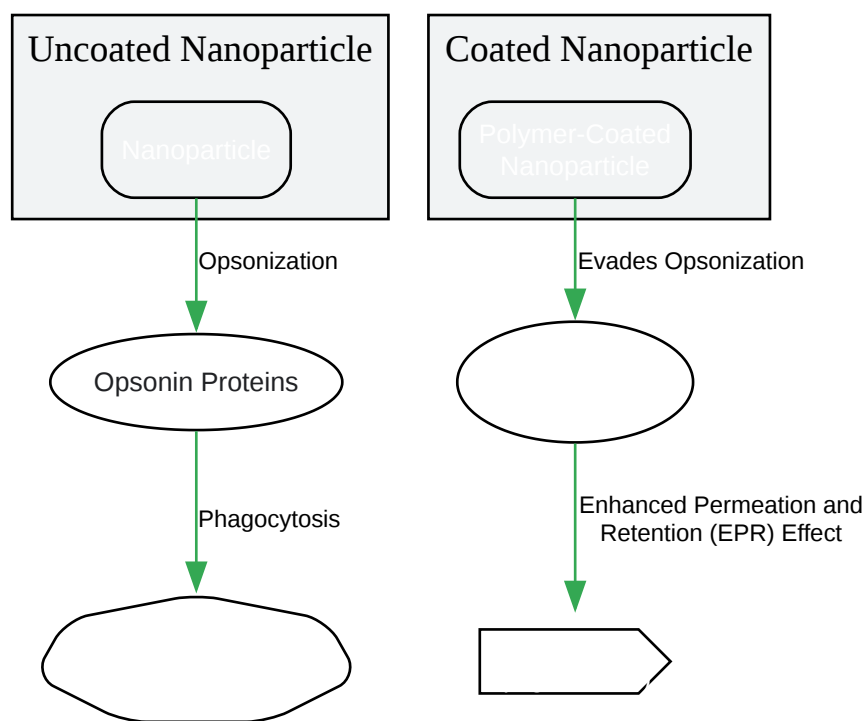 Uncoated Nanoparticle
Coated Nanoparticle
Nanoparticle
Polymer-Coated
Nanoparticle
Opsonization
Evades Opsonization
Opsonin Proteins
Phagocytosis
Enhanced Permeation and
Retention (EPR) Effect